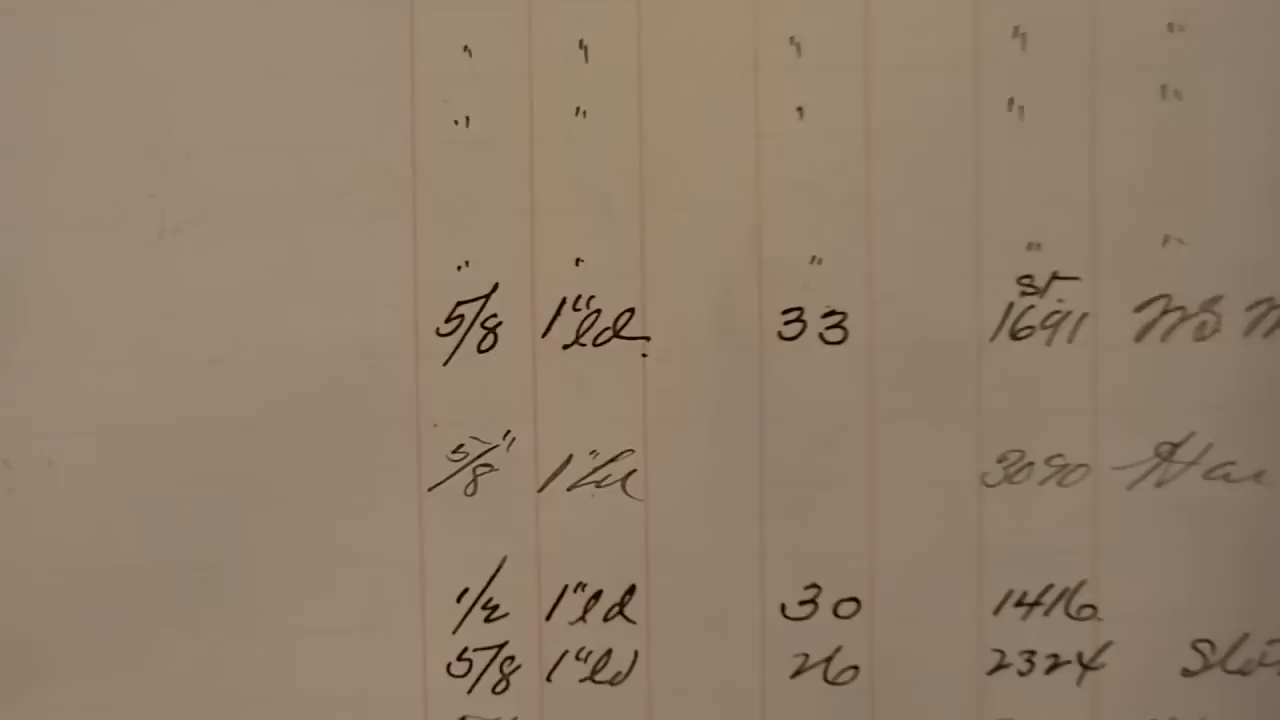 " " " " "
" " " " "
" " " " "
st.
5/8 1"ld. 33 1691
5/8" 1" 3090
1/2 1"ld 30 1416
5/8 1"ld 26 2324